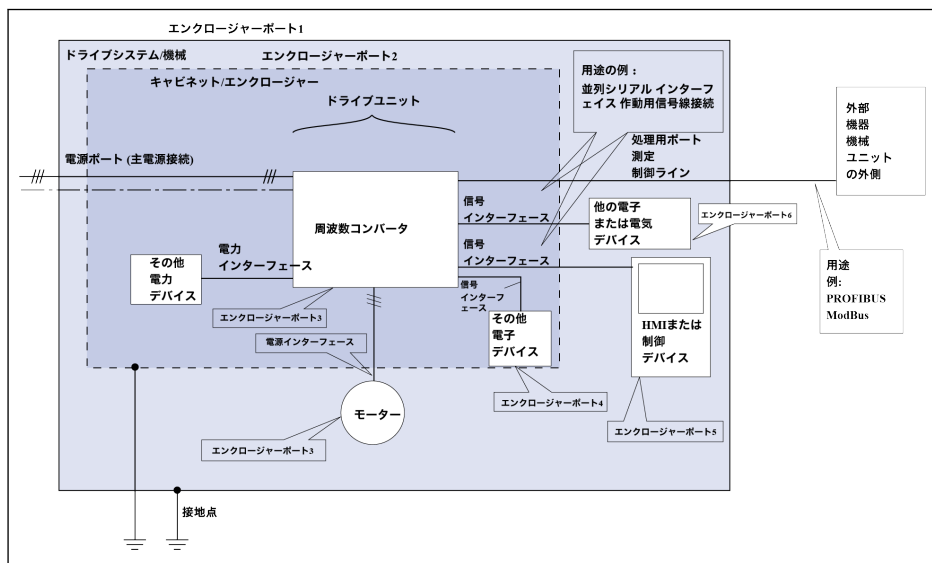 エンクロージャーポート1
ドライブシステム/機械
エンクロージャーポート2
キャビネット/エンクロージャー
ドライブユニット
用途の例：
並列シリアル インターフ
ェイス 作動用信号線接続
外部
機器
機械
ユニット
の外側
処理用ポート
測定
制御ライン
電源ポート (主電源接続)
周波数コンバータ
信号
インターフェース
他の電子
または電気
デバイス
エンクロージャーポート6
信号
インターフェース
電力
インターフェース
その他
電力
デバイス
信号
インターフ
ェース
用途
例:
PROFIBUS
ModBus
エンクロージャーポート3
その他
電子
デバイス
HMIまたは
制御
デバイス
電源インターフェース
エンクロージャーポート4
モーター
エンクロージャーポート5
エンクロージャーポート3
接地点